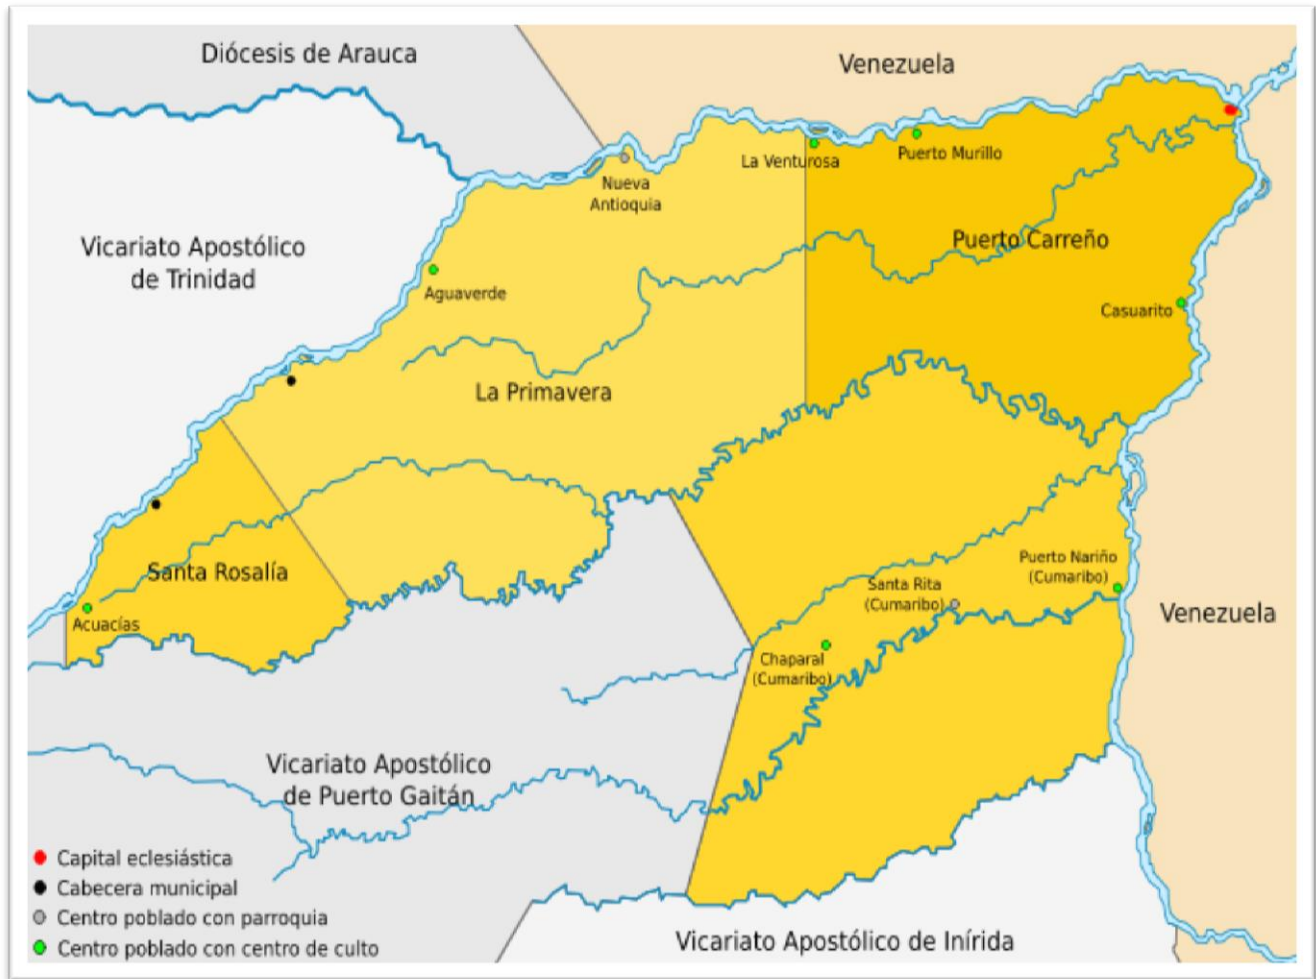 Diócesis de Arauca
Venezuela
La Venturosa
Puerto Murillo
Nueva
Antioquia
Vicariato Apostólico
de Trinidad
Puerto Carreño
Aguaverde
Casuarito
La Primavera
Santa Rosalía
Acuacías
Puerto Nariño
(Cumaribo)
Santa Rita
(Cumaribo)
Venezuela
Chaparal
(Cumaribo)
Vicariato Apostólico
de Puerto Gaitán
Capital eclesiástica
Cabecera municipal
Centro poblado con parroquia
Centro poblado con centro de culto
Vicariato Apostólico de Inírida